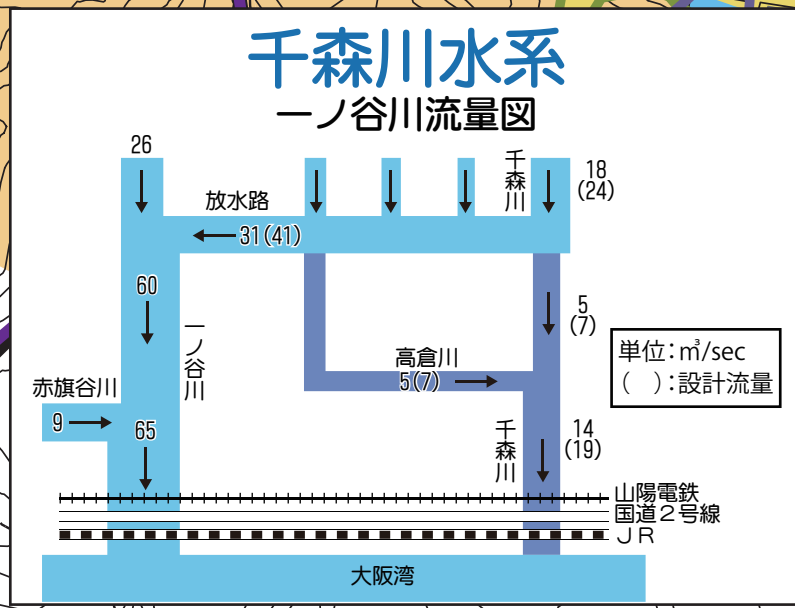 千森川水系
一ノ谷川流量図
26
千森川
18
(24)
放水路
31(41)
60
一ノ谷川
5
(7)
高倉川
5(7)
単位:㎥/sec
( ):設計流量
赤旗谷川
9
65
千森川
14
(19)
山陽電鉄
国道2号線
JR
大阪湾